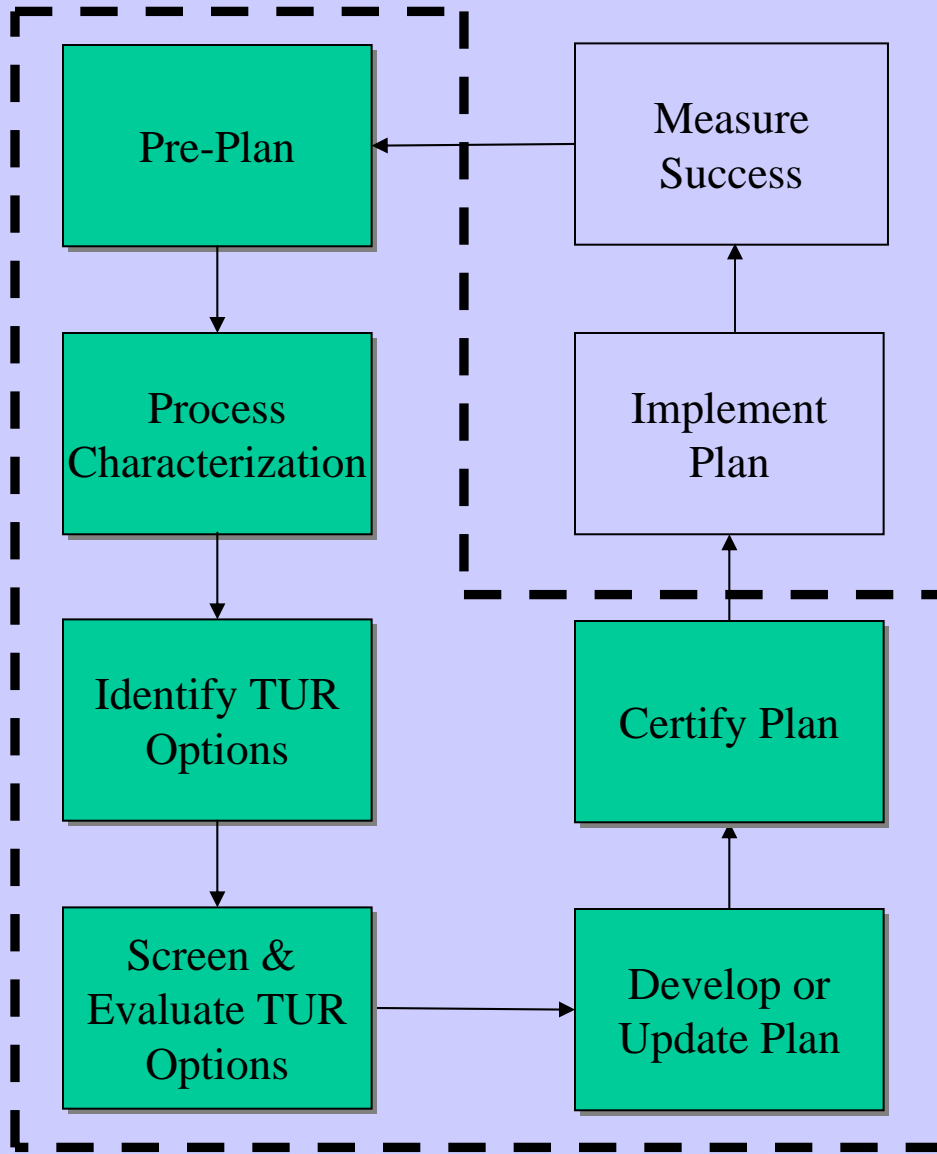 Pre-Plan
Process
Characterization
Identify TUR
Options
Screen &
Evaluate TUR
Options
Develop or
Update Plan
Certify Plan
Implement
Plan
Measure
Success